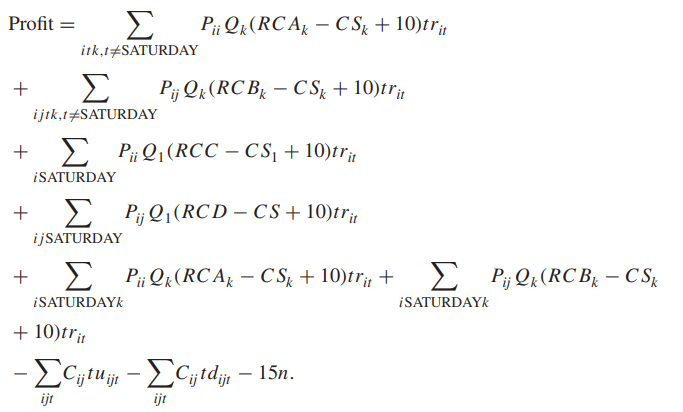 Profit = ∑_{itk,t≠SATURDAY} P_{ii} Q_k (RCA_k − CS_k + 10)tr_{it}
+ ∑_{ijtk,t≠SATURDAY} P_{ij} Q_k (RCB_k − CS_k + 10)tr_{it}
+ ∑_{iSATURDAY} P_{ii} Q_1 (RCC − CS_1 + 10)tr_{it}
+ ∑_{ijSATURDAY} P_{ij} Q_1 (RCD − CS + 10)tr_{it}
+ ∑_{iSATURDAYk} P_{ii} Q_k (RCA_k − CS_k + 10)tr_{it} + ∑_{iSATURDAYk} P_{ij} Q_k (RCB_k − CS_k
+ 10)tr_{it}
− ∑_{ijt} C_{ij} tu_{ijt} − ∑_{ijt} C_{ij} td_{ijt} − 15n.